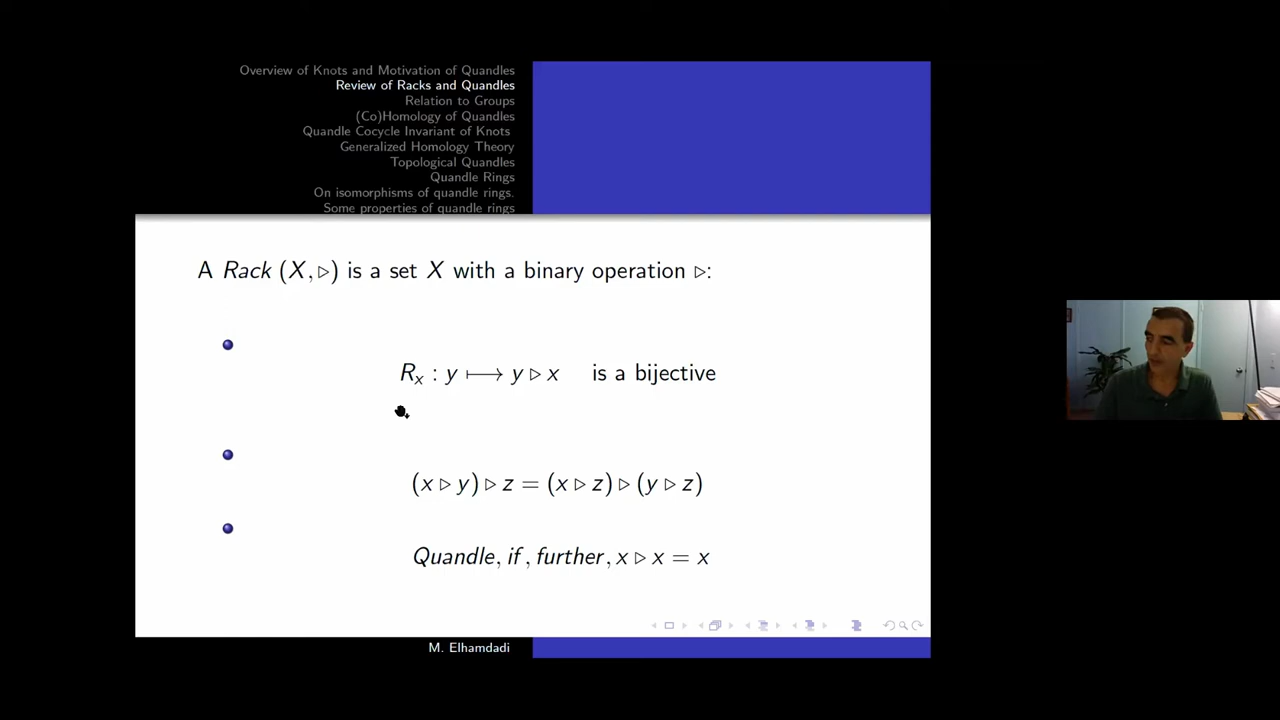 Overview of Knots and Motivation of Quandles
Review of Racks and Quandles
Relation to Groups
(Co)Homology of Quandles
Quandle Cocycle Invariant of Knots
Generalized Homology Theory
Topological Quandles
Quandle Rings
On isomorphisms of quandle rings.
Some properties of quandle rings
A Rack (X, ▷) is a set X with a binary operation ▷:
Rₓ : y ⟼ y ▷ x is a bijective
(x ▷ y) ▷ z = (x ▷ z) ▷ (y ▷ z)
Quandle, if , further, x ▷ x = x
M. Elhamdadi